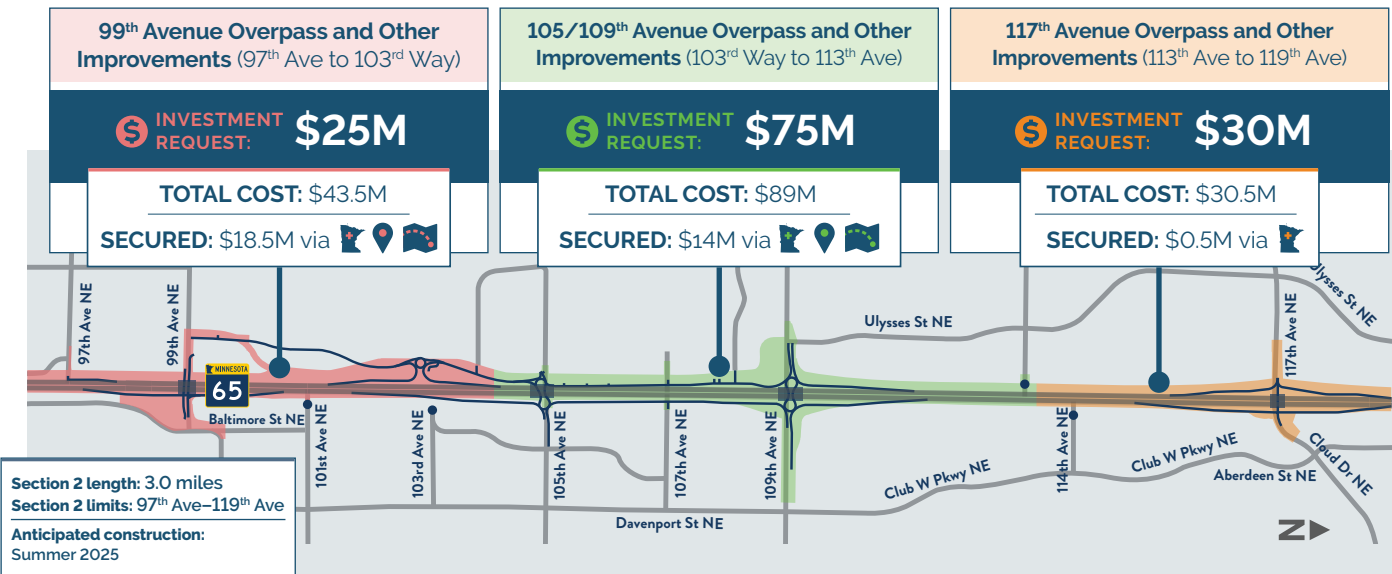 99th Avenue Overpass and Other
Improvements (97th Ave to 103rd Way)
INVESTMENT
REQUEST:
$25M
TOTAL COST: $43.5M
SECURED: $18.5M via
105/109th Avenue Overpass and Other
Improvements (103rd Way to 113th Ave)
INVESTMENT
REQUEST:
$75M
TOTAL COST: $89M
SECURED: $14M via
117th Avenue Overpass and Other
Improvements (113th Ave to 119th Ave)
INVESTMENT
REQUEST:
$30M
TOTAL COST: $30.5M
SECURED: $0.5M via
97th Ave NE
99th Ave NE
MINNESOTA
65
Baltimore St NE
101st Ave NE
103rd Ave NE
105th Ave NE
107th Ave NE
109th Ave NE
Ulysses St NE
Davenport St NE
Club W Pkwy NE
114th Ave NE
Club W Pkwy NE
117th Ave NE
Ulysses St NE
Aberdeen St NE
Cloud Dr NE
N
Section 2 length: 3.0 miles
Section 2 limits: 97th Ave–119th Ave
Anticipated construction:
Summer 2025